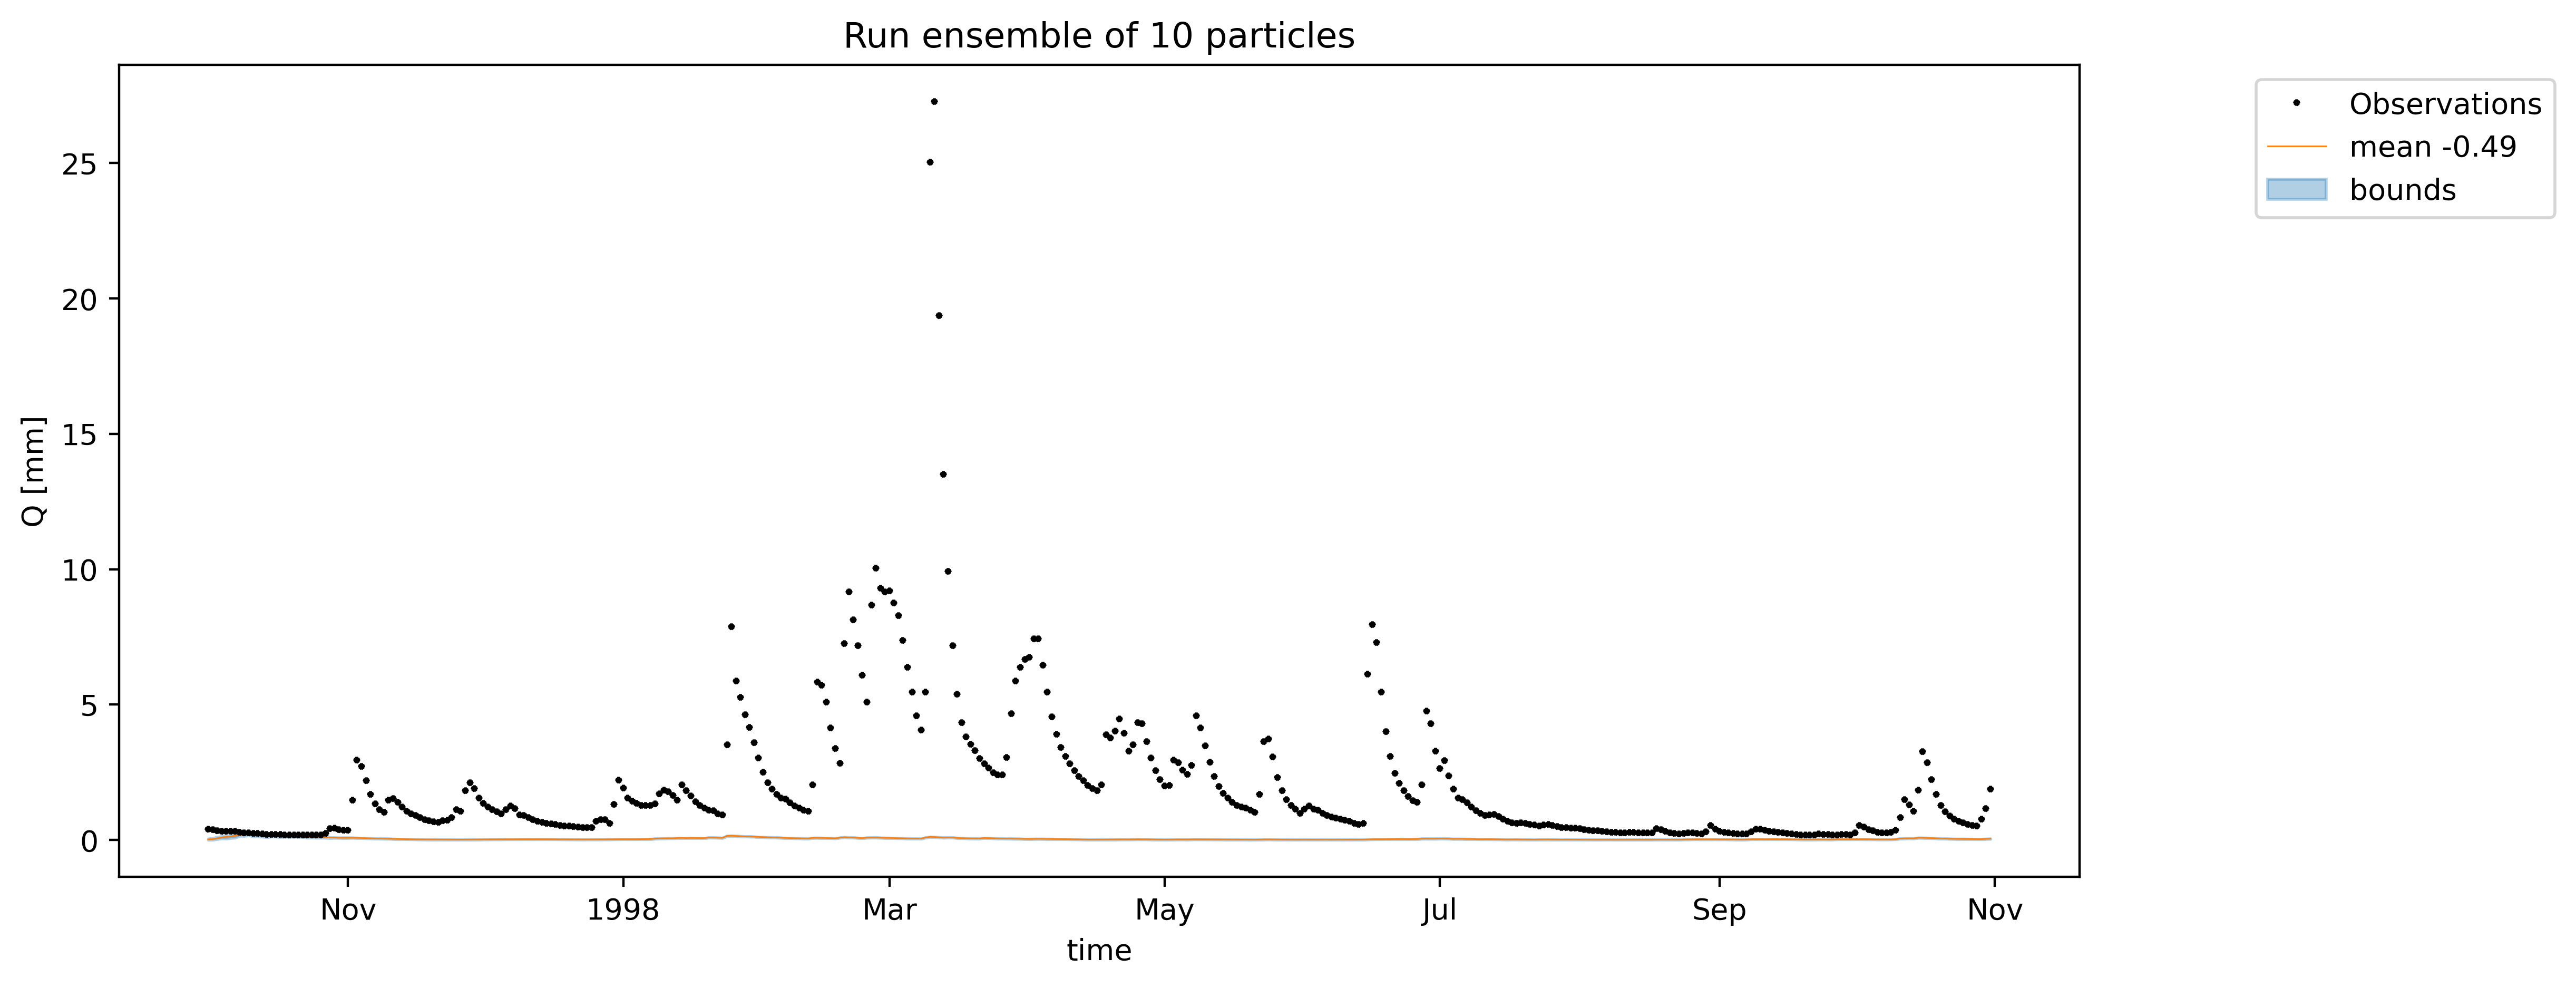 Run ensemble of 10 particles
Observations
mean -0.49
bounds
Q [mm]
25
20
15
10
5
0
Nov 1998 Mar May Jul Sep Nov
time